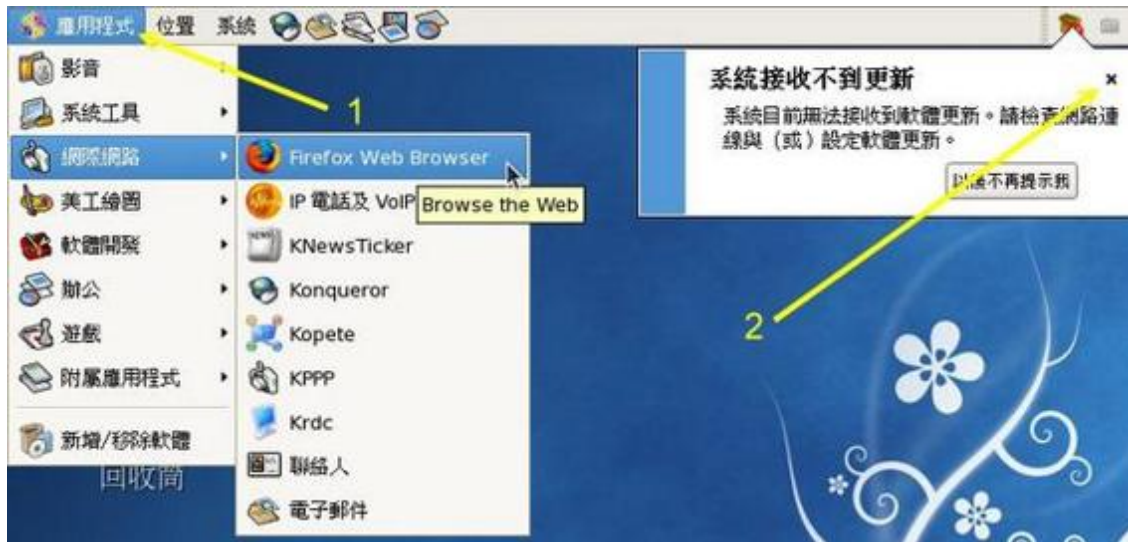 應用程式 位置 系統
影音
系統工具
網際網路
美工繪圖
軟體開發
辦公
遊戲
附屬應用程式
新增/移除軟體
回收筒
1
Firefox Web Browser
IP 電話及 VoIP
Browse the Web
KNewsTicker
Konqueror
Kopete
KPPP
Krdc
聯絡人
電子郵件
系統接收不到更新
系統目前無法接收到軟體更新。請檢查網路連
線與（或）設定軟體更新。
以後不再提示我
2